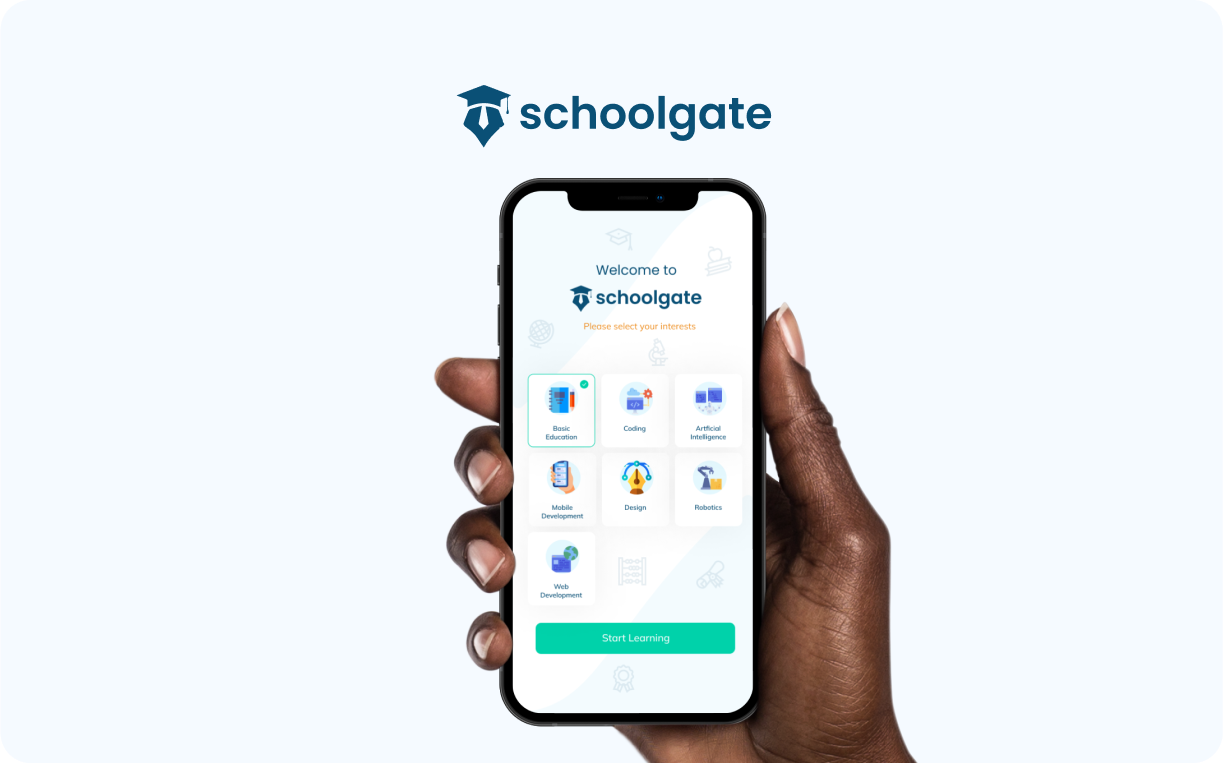 schoolgate
Welcome to
schoolgate
Please select your interests
Basic
Education
Coding
Artficial
Intelligence
Mobile
Development
Design
Robotics
Web
Development
Start Learning